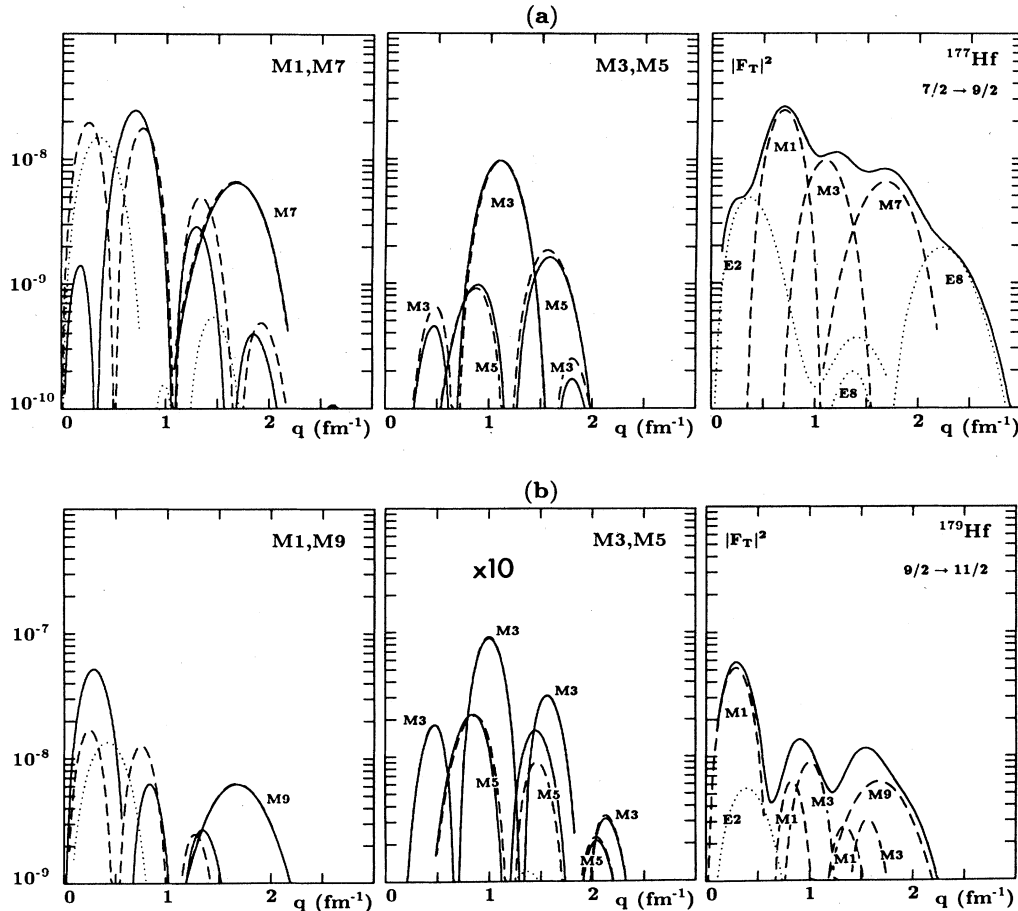 (a)
M1,M7
10⁻⁸
10⁻⁹
10⁻¹⁰
M7
0 1 2
q (fm⁻¹)
M3,M5
M3
M3
M5
M5
M3
0 1 2
q (fm⁻¹)
|F_T|²
¹⁷⁷Hf
7/2 → 9/2
M1
M3
M7
E2
E8
E8
0 1 2
q (fm⁻¹)
(b)
M1,M9
10⁻⁷
10⁻⁸
10⁻⁹
M9
0 1 2
q (fm⁻¹)
M3,M5
x10
M3
M3
M3
M5
M5
M3
M5
0 1 2
q (fm⁻¹)
|F_T|²
¹⁷⁹Hf
9/2 → 11/2
M1
E2
M1
M3
M9
M1
M3
0 1 2
q (fm⁻¹)